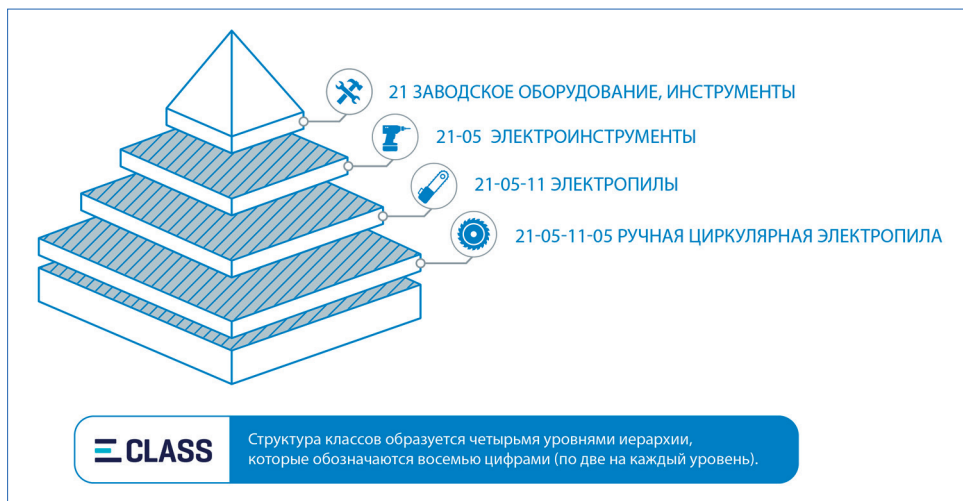 21 ЗАВОДСКОЕ ОБОРУДОВАНИЕ, ИНСТРУМЕНТЫ
21-05 ЭЛЕКТРОИНСТРУМЕНТЫ
21-05-11 ЭЛЕКТРОПИЛЫ
21-05-11-05 РУЧНАЯ ЦИРКУЛЯРНАЯ ЭЛЕКТРОПИЛА
ECLASS
Структура классов образуется четырьмя уровнями иерархии,
которые обозначаются восемью цифрами (по две на каждый уровень).